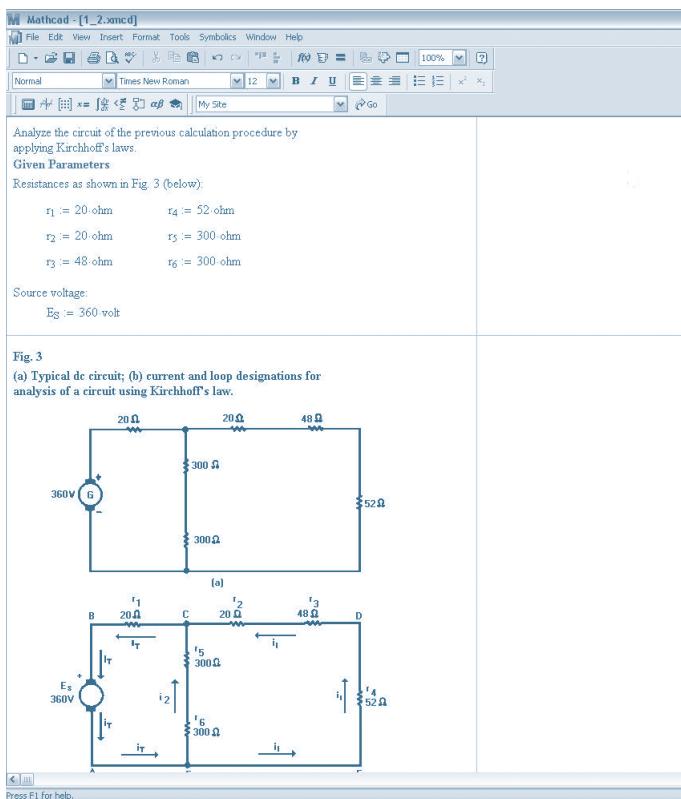 Mathcad - [1_2.xmcd]
File Edit View Insert Format Tools Symbolics Window Help
100%
Normal Times New Roman 12 B I U
My Site Go
Analyze the circuit of the previous calculation procedure by
applying Kirchhoff's laws.
Given Parameters
Resistances as shown in Fig. 3 (below):
r1 := 20·ohm r4 := 52·ohm
r2 := 20·ohm r5 := 300·ohm
r3 := 48·ohm r6 := 300·ohm
Source voltage:
ES := 360·volt
Fig. 3
(a) Typical dc circuit; (b) current and loop designations for
analysis of a circuit using Kirchhoff's law.
20Ω 20Ω 48Ω
300 Ω
360V G + −
52Ω
300Ω
(a)
r1 r2 r3
B 20Ω C 20Ω 48Ω D
IT i1
r5
300Ω
IT
Es + 360V
i2 i1 r4 52Ω
iT r6 300Ω
iT i1
Press F1 for help.